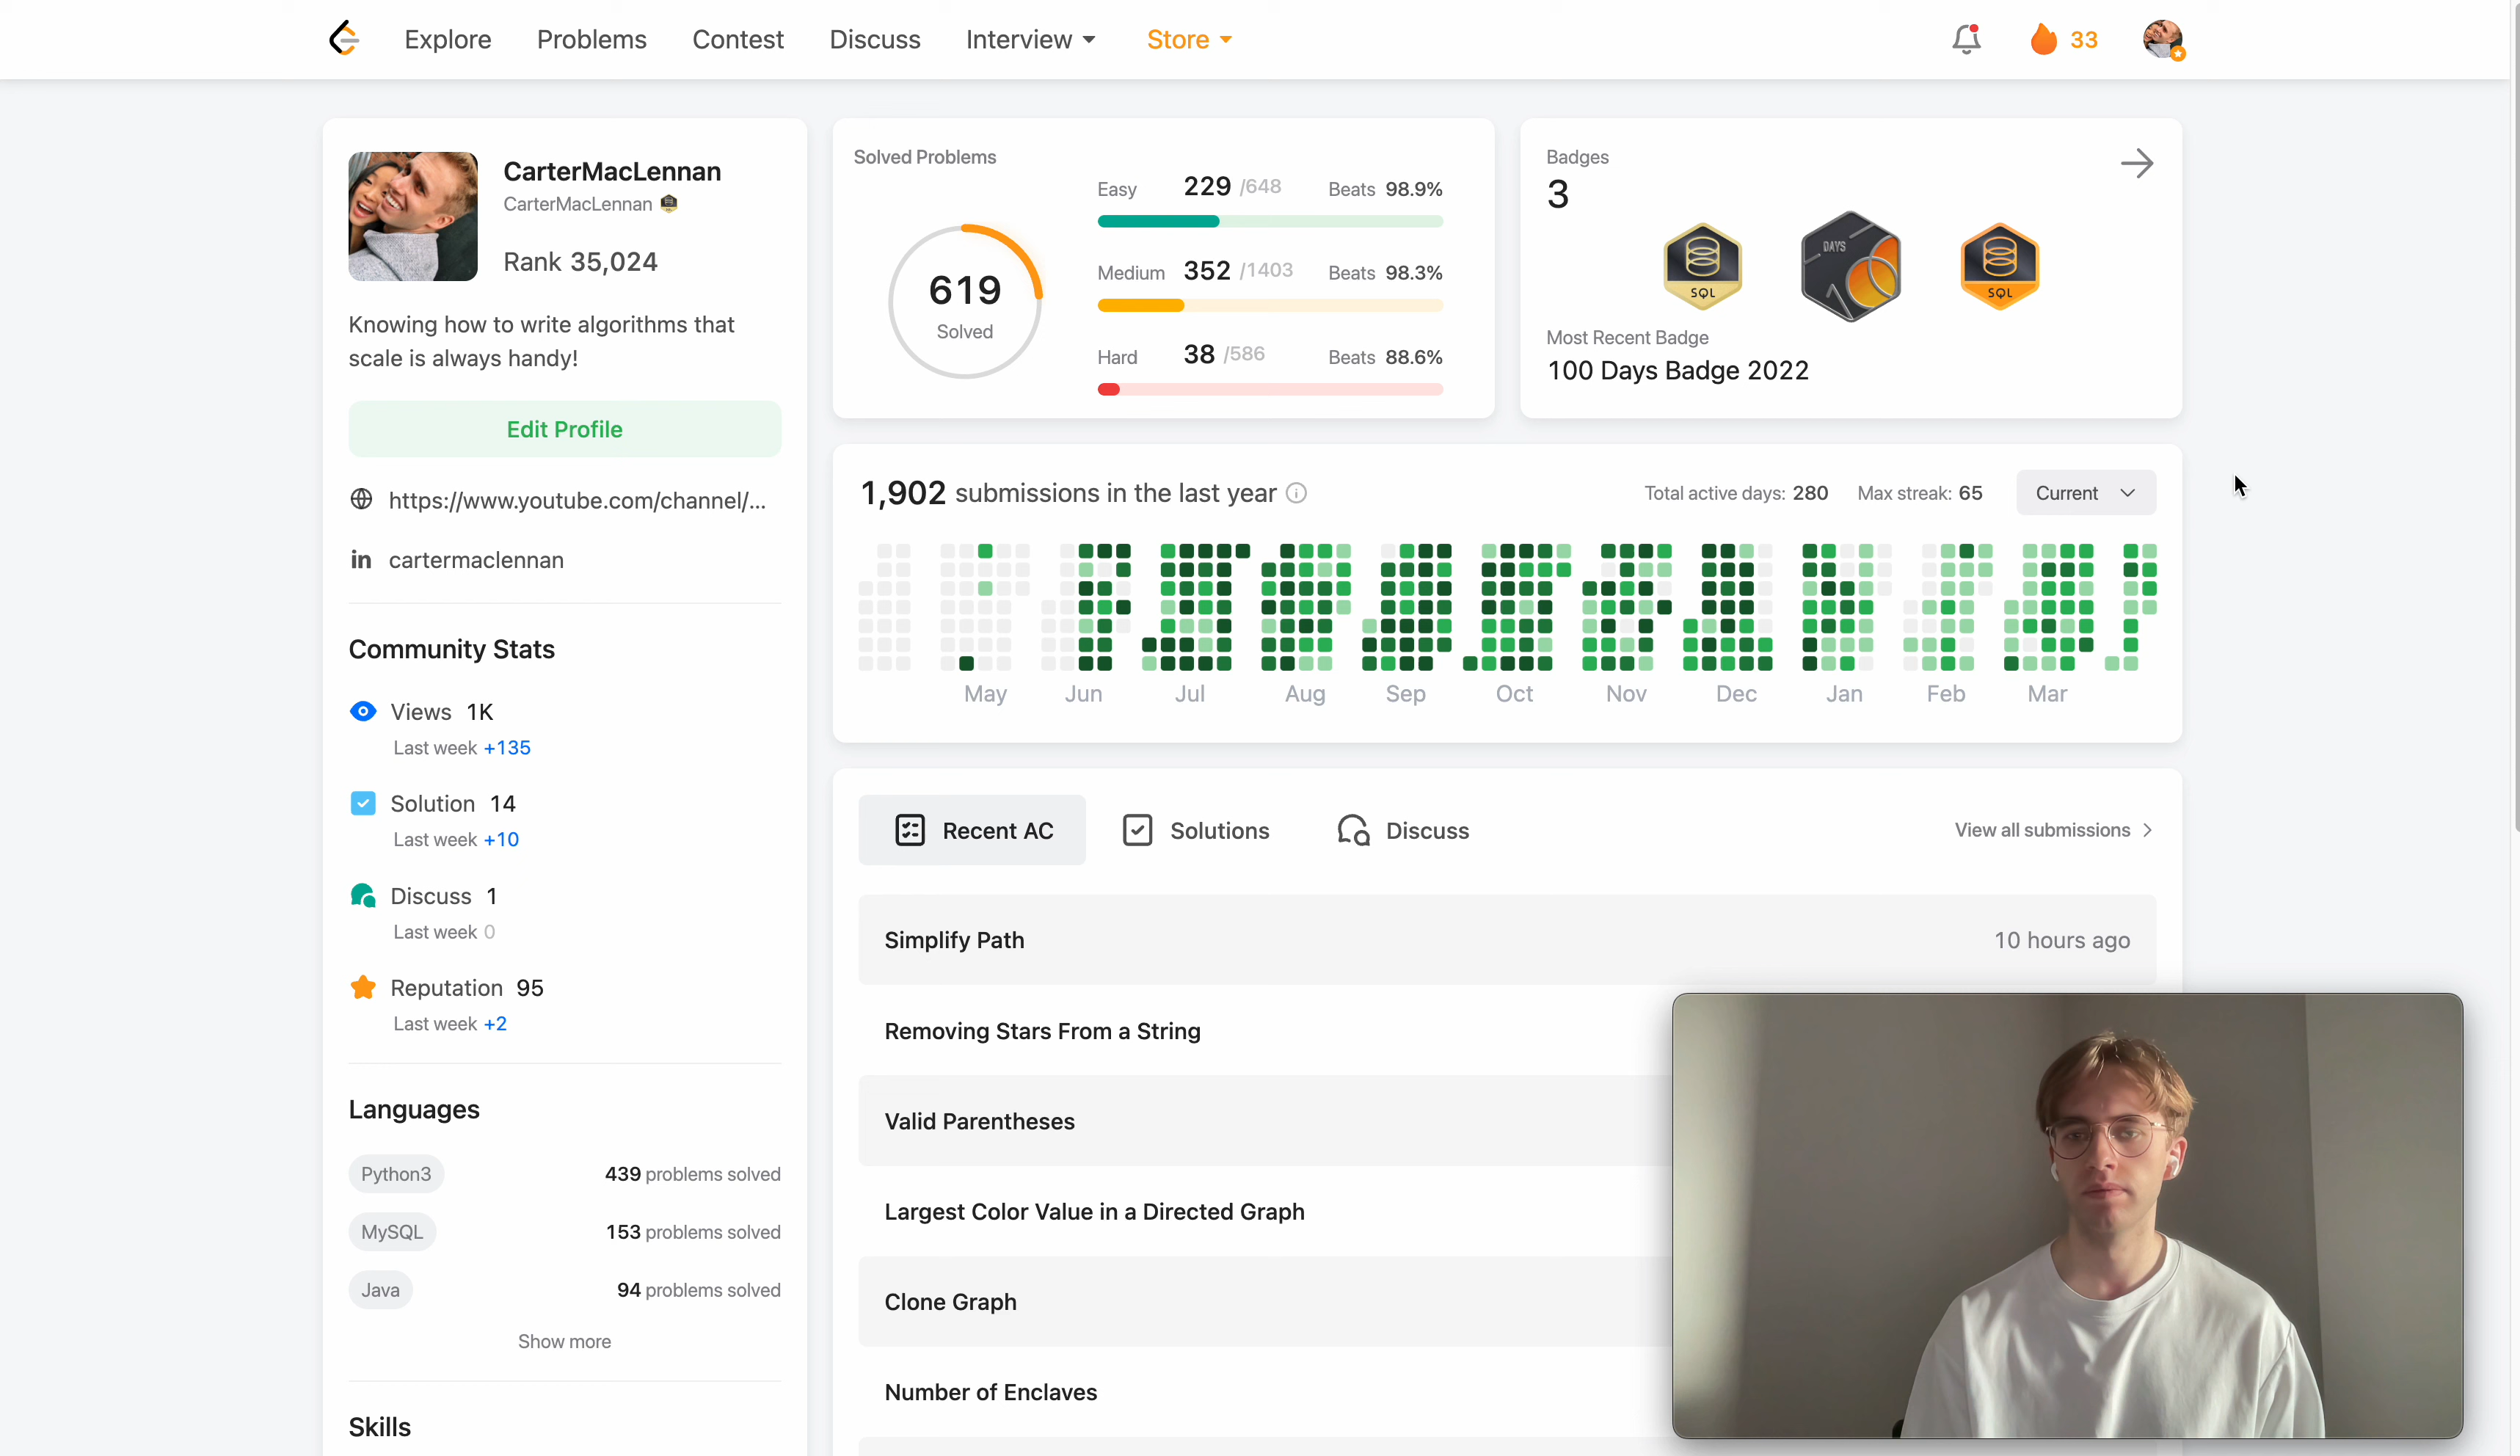 Explore Problems Contest Discuss Interview Store 33
CarterMacLennan
CarterMacLennan
Rank 35,024
Knowing how to write algorithms that
scale is always handy!
Edit Profile
https://www.youtube.com/channel/...
in cartermaclennan
Community Stats
Views 1K
Last week +135
Solution 14
Last week +10
Discuss 1
Last week 0
Reputation 95
Last week +2
Languages
Python3 439 problems solved
MySQL 153 problems solved
Java 94 problems solved
Show more
Skills
Solved Problems
619
Solved
Easy 229 /648 Beats 98.9%
Medium 352 /1403 Beats 98.3%
Hard 38 /586 Beats 88.6%
Badges
3
SQL
DAYS
SQL
Most Recent Badge
100 Days Badge 2022
1,902 submissions in the last year Total active days: 280 Max streak: 65 Current
May Jun Jul Aug Sep Oct Nov Dec Jan Feb Mar
Recent AC Solutions Discuss View all submissions
Simplify Path 10 hours ago
Removing Stars From a String
Valid Parentheses
Largest Color Value in a Directed Graph
Clone Graph
Number of Enclaves